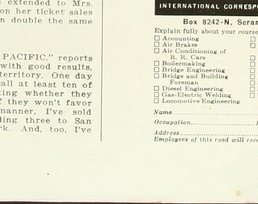 extended to Mrs.
on her ticket sales
n double the same
PACIFIC," reports
with good results,
territory. One day
all at least ten of
king whether they
f they won't favor
manner, I've sold
ding three to San
rk. And, too, I've
INTERNATIONAL CORRESP
Box 8242-N, Scran
Explain fully about your course
Accounting
Air Brakes
Air Conditioning of
R. R. Cars
Boilermaking
Bridge Engineering
Bridge and Building
Foreman
Diesel Engineering
Gas-Electric Welding
Locomotive Engineering
Name
Occupation
Address
Employees of this road will rece